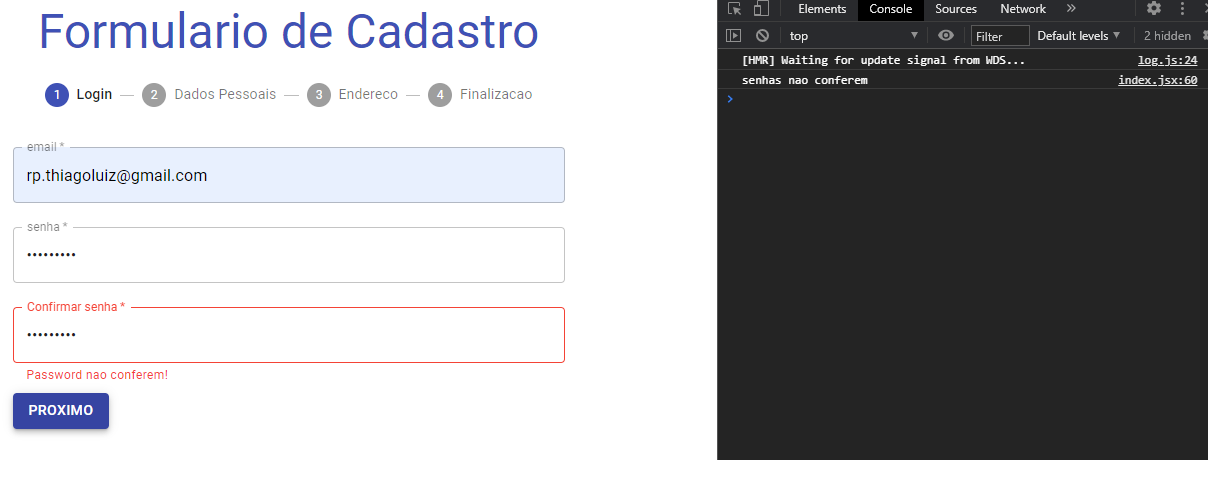 Formulario de Cadastro
1 Login 2 Dados Pessoais 3 Endereco 4 Finalizacao
email *
rp.thiagoluiz@gmail.com
senha *
•••••••••
Confirmar senha *
•••••••••
Password nao conferem!
PROXIMO
Elements Console Sources Network »
top Filter Default levels 2 hidden
[HMR] Waiting for update signal from WDS... log.js:24
senhas nao conferem index.jsx:60